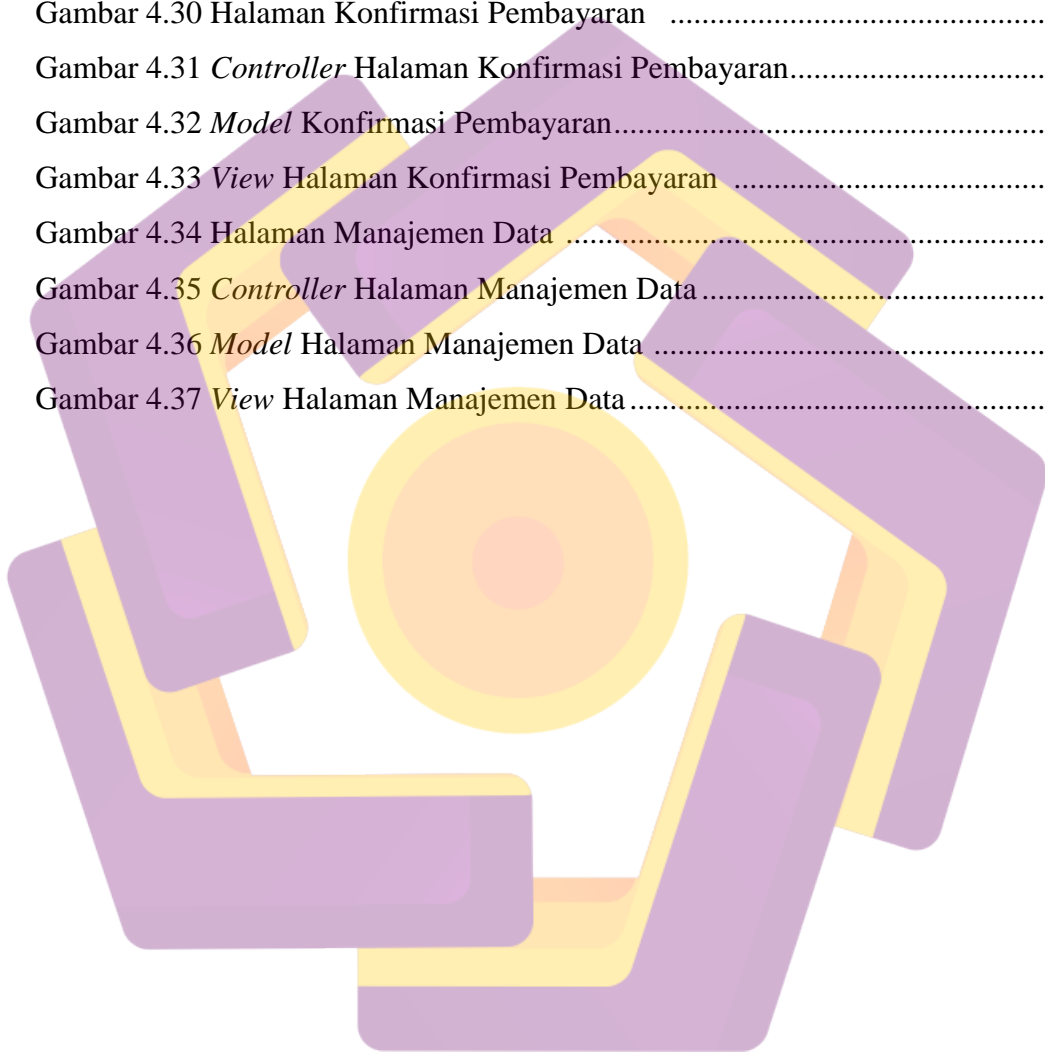 Gambar 4.30 Halaman Konfirmasi Pembayaran ..............................................
Gambar 4.31 Controller Halaman Konfirmasi Pembayaran................................
Gambar 4.32 Model Konfirmasi Pembayaran.....................................................
Gambar 4.33 View Halaman Konfirmasi Pembayaran ......................................
Gambar 4.34 Halaman Manajemen Data ...........................................................
Gambar 4.35 Controller Halaman Manajemen Data ...........................................
Gambar 4.36 Model Halaman Manajemen Data ................................................
Gambar 4.37 View Halaman Manajemen Data ...................................................